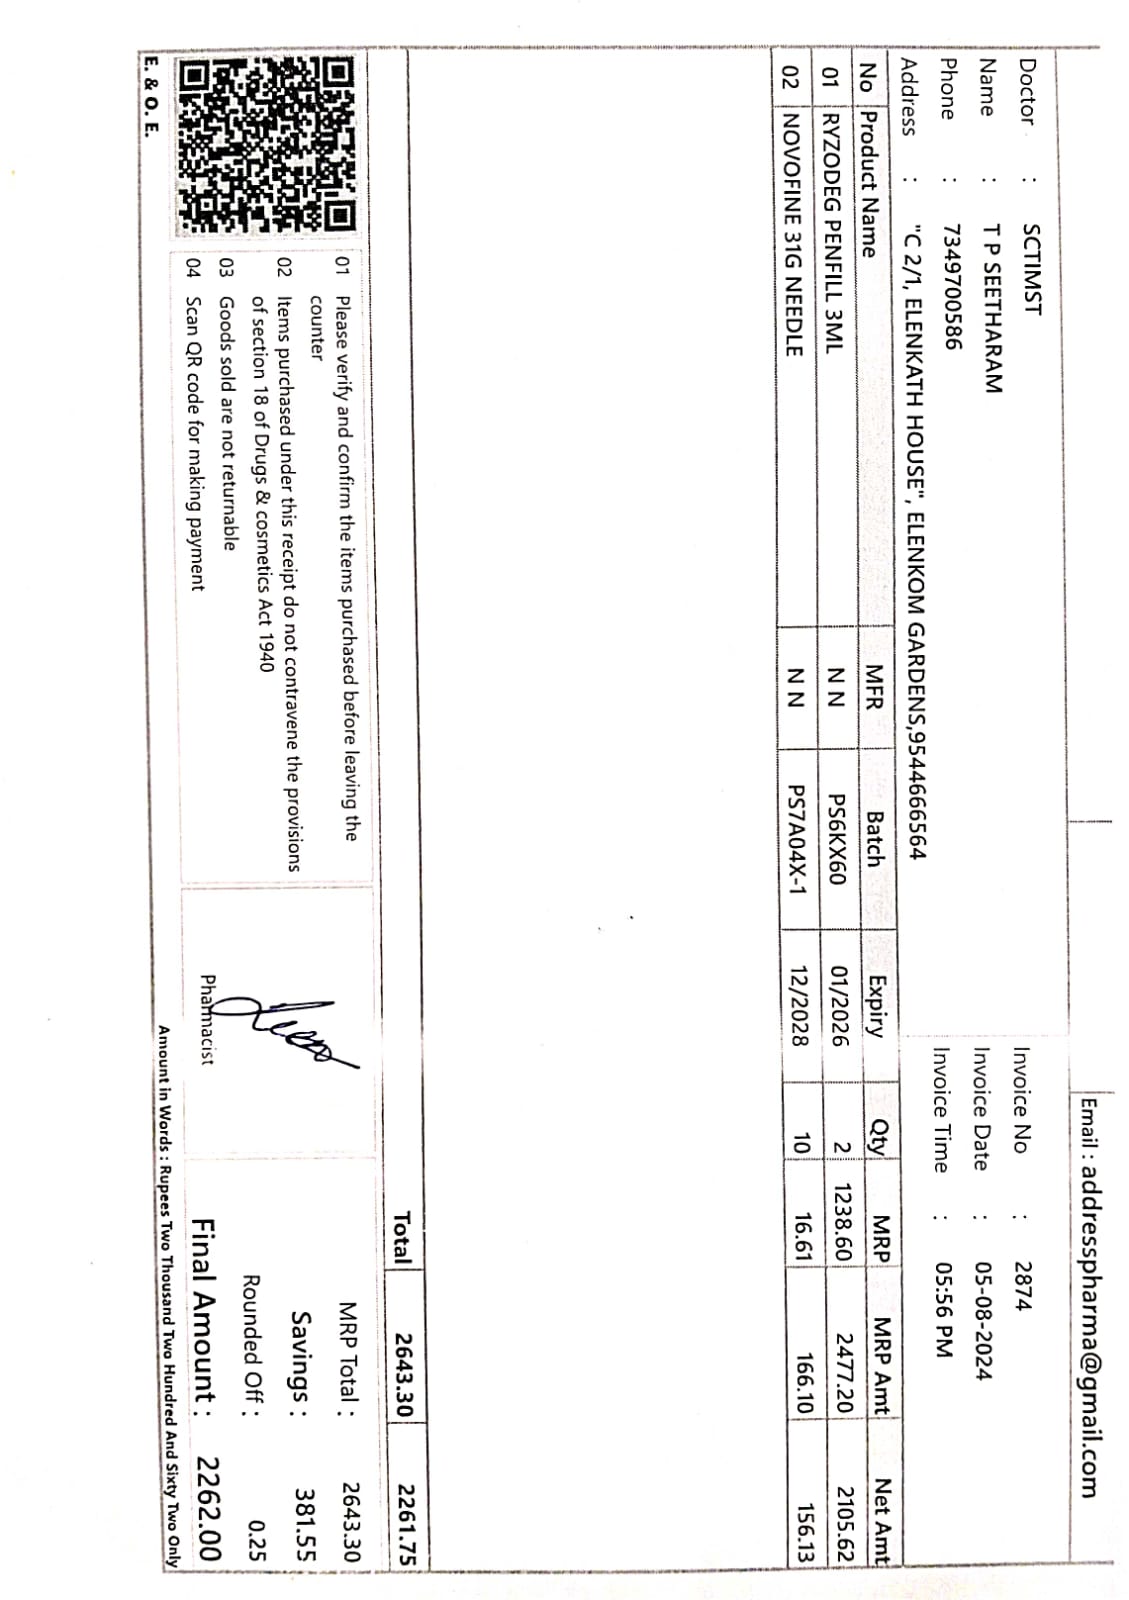 Email : addresspharma@gmail.com
Doctor : SCTIMST
Name : T P SEETHARAM
Phone : 7349700586
Address : "C 2/1, ELENKATH HOUSE", ELENKOM GARDENS,9544666564
Invoice No : 2874
Invoice Date : 05-08-2024
Invoice Time : 05:56 PM
No Product Name MFR Batch Expiry Qty MRP MRP Amt Net Amt
01 RYZODEG PENFILL 3ML N N PS6KX60 01/2026 2 1238.60 2477.20 2105.62
02 NOVOFINE 31G NEEDLE N N PS7A04X-1 12/2028 10 16.61 166.10 156.13
Total 2643.30 2261.75
01 Please verify and confirm the items purchased before leaving the
counter
02 Items purchased under this receipt do not contravene the provisions
of section 18 of Drugs & cosmetics Act 1940
03 Goods sold are not returnable
04 Scan QR code for making payment
Pharmacist
MRP Total : 2643.30
Savings : 381.55
Rounded Off : 0.25
Final Amount : 2262.00
Amount in Words : Rupees Two Thousand Two Hundred And Sixty Two Only
E. & O. E.